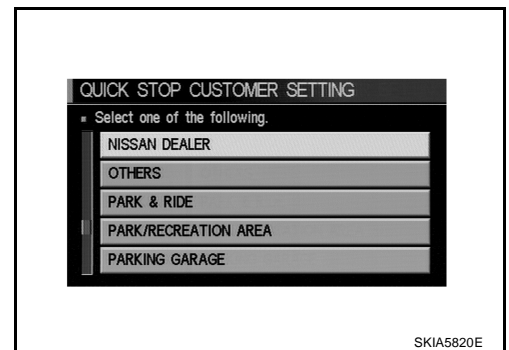 QUICK STOP CUSTOMER SETTING
Select one of the following.
NISSAN DEALER
OTHERS
PARK & RIDE
PARK/RECREATION AREA
PARKING GARAGE
SKIA5820E